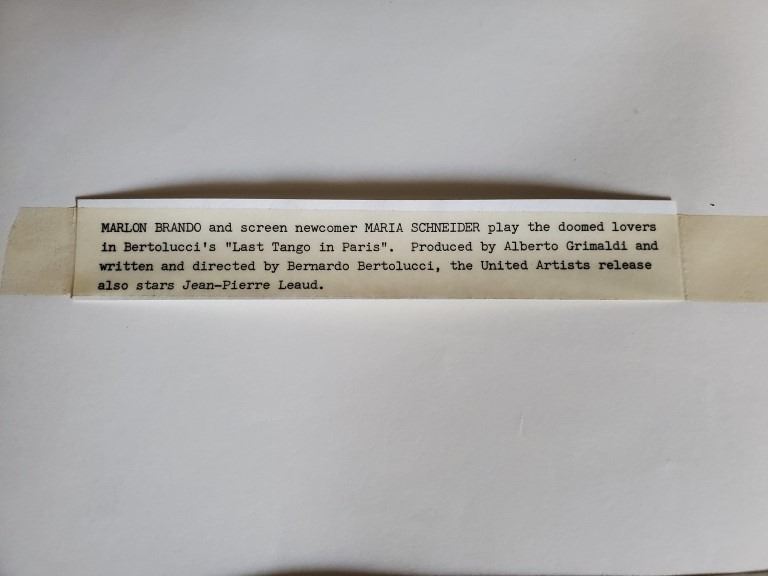 MARLON BRANDO and screen newcomer MARIA SCHNEIDER play the doomed lovers
in Bertolucci's "Last Tango in Paris".  Produced by Alberto Grimaldi and
written and directed by Bernardo Bertolucci, the United Artists release
also stars Jean-Pierre Leaud.